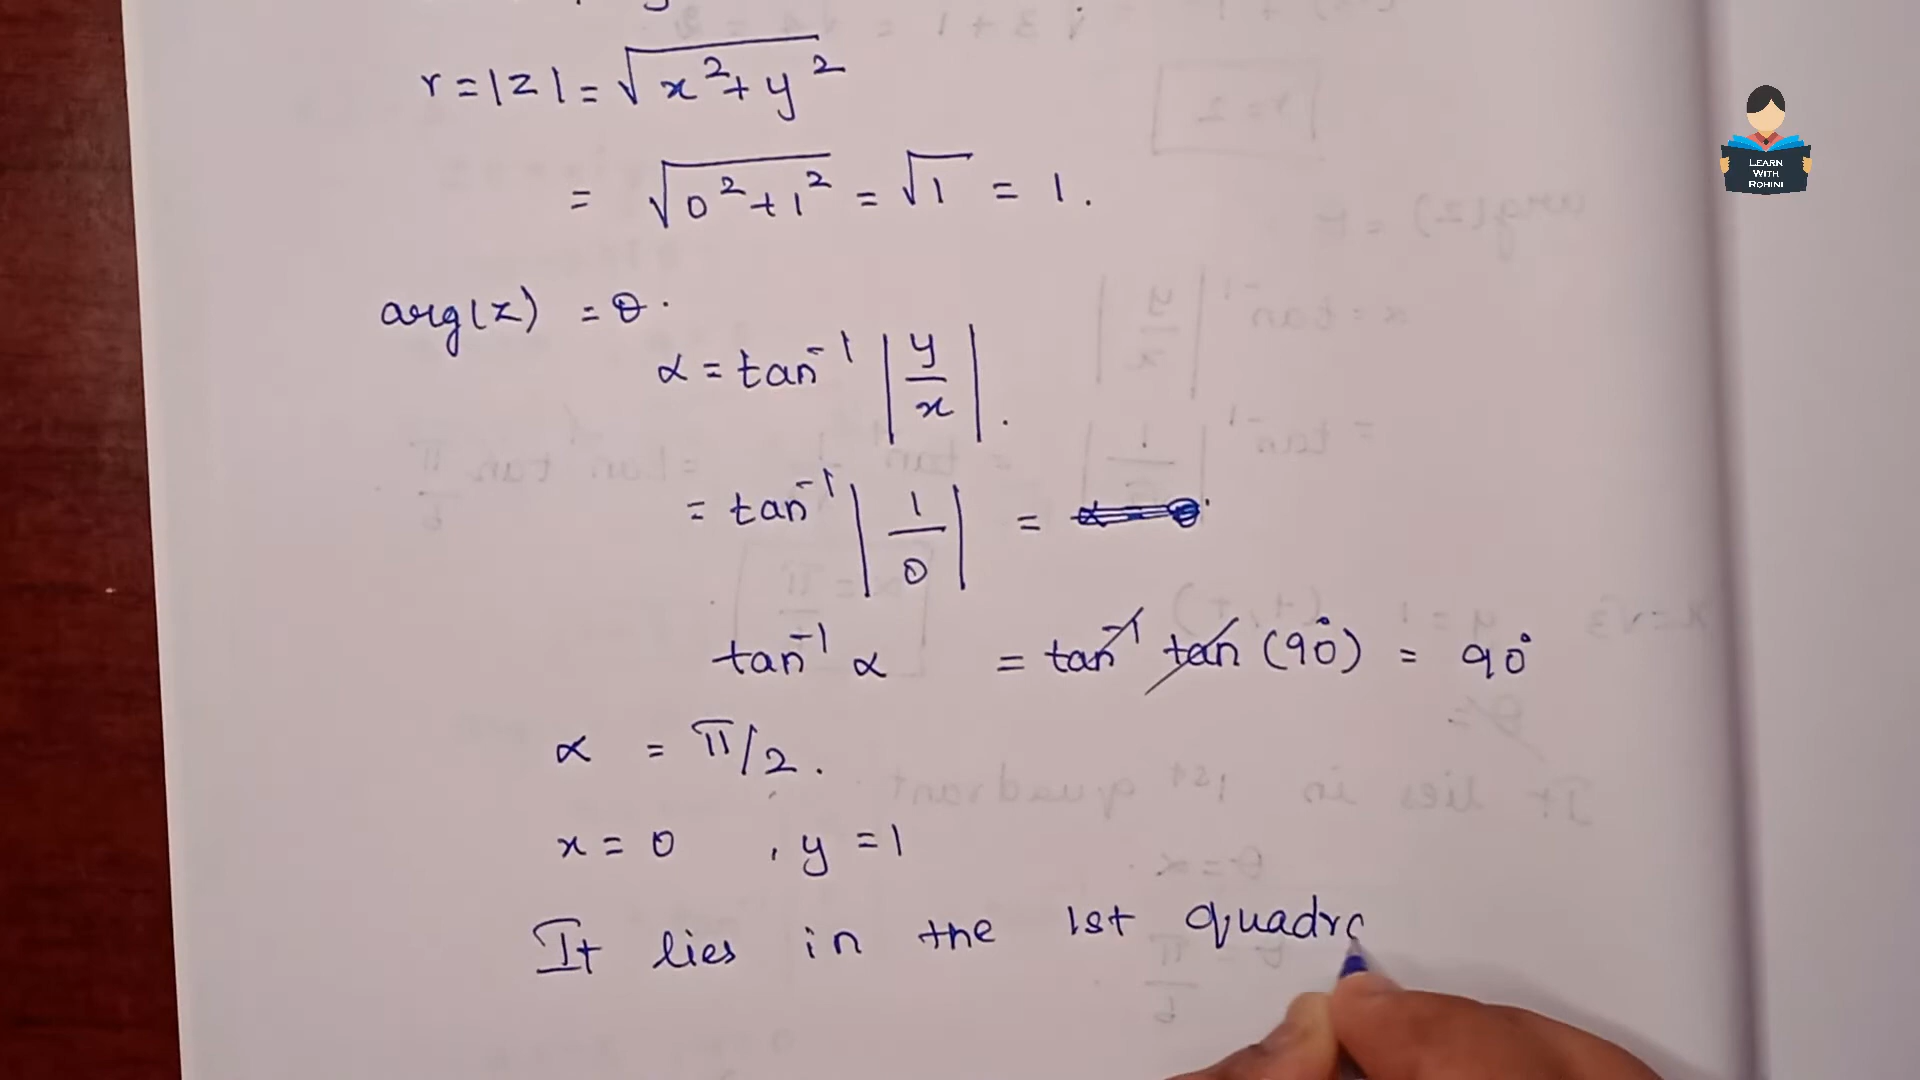 r = |z| = √x²+y²
= √0²+1² = √1 = 1.
arg(z) = θ.
α = tan⁻¹ |y/x|.
= tan⁻¹ |1/0| =
tan⁻¹ α = tan⁻¹ tan (90°) = 90°
α = π/2.
x = 0 , y = 1
It lies in the 1st quadra
LEARN
WITH
ROHINI